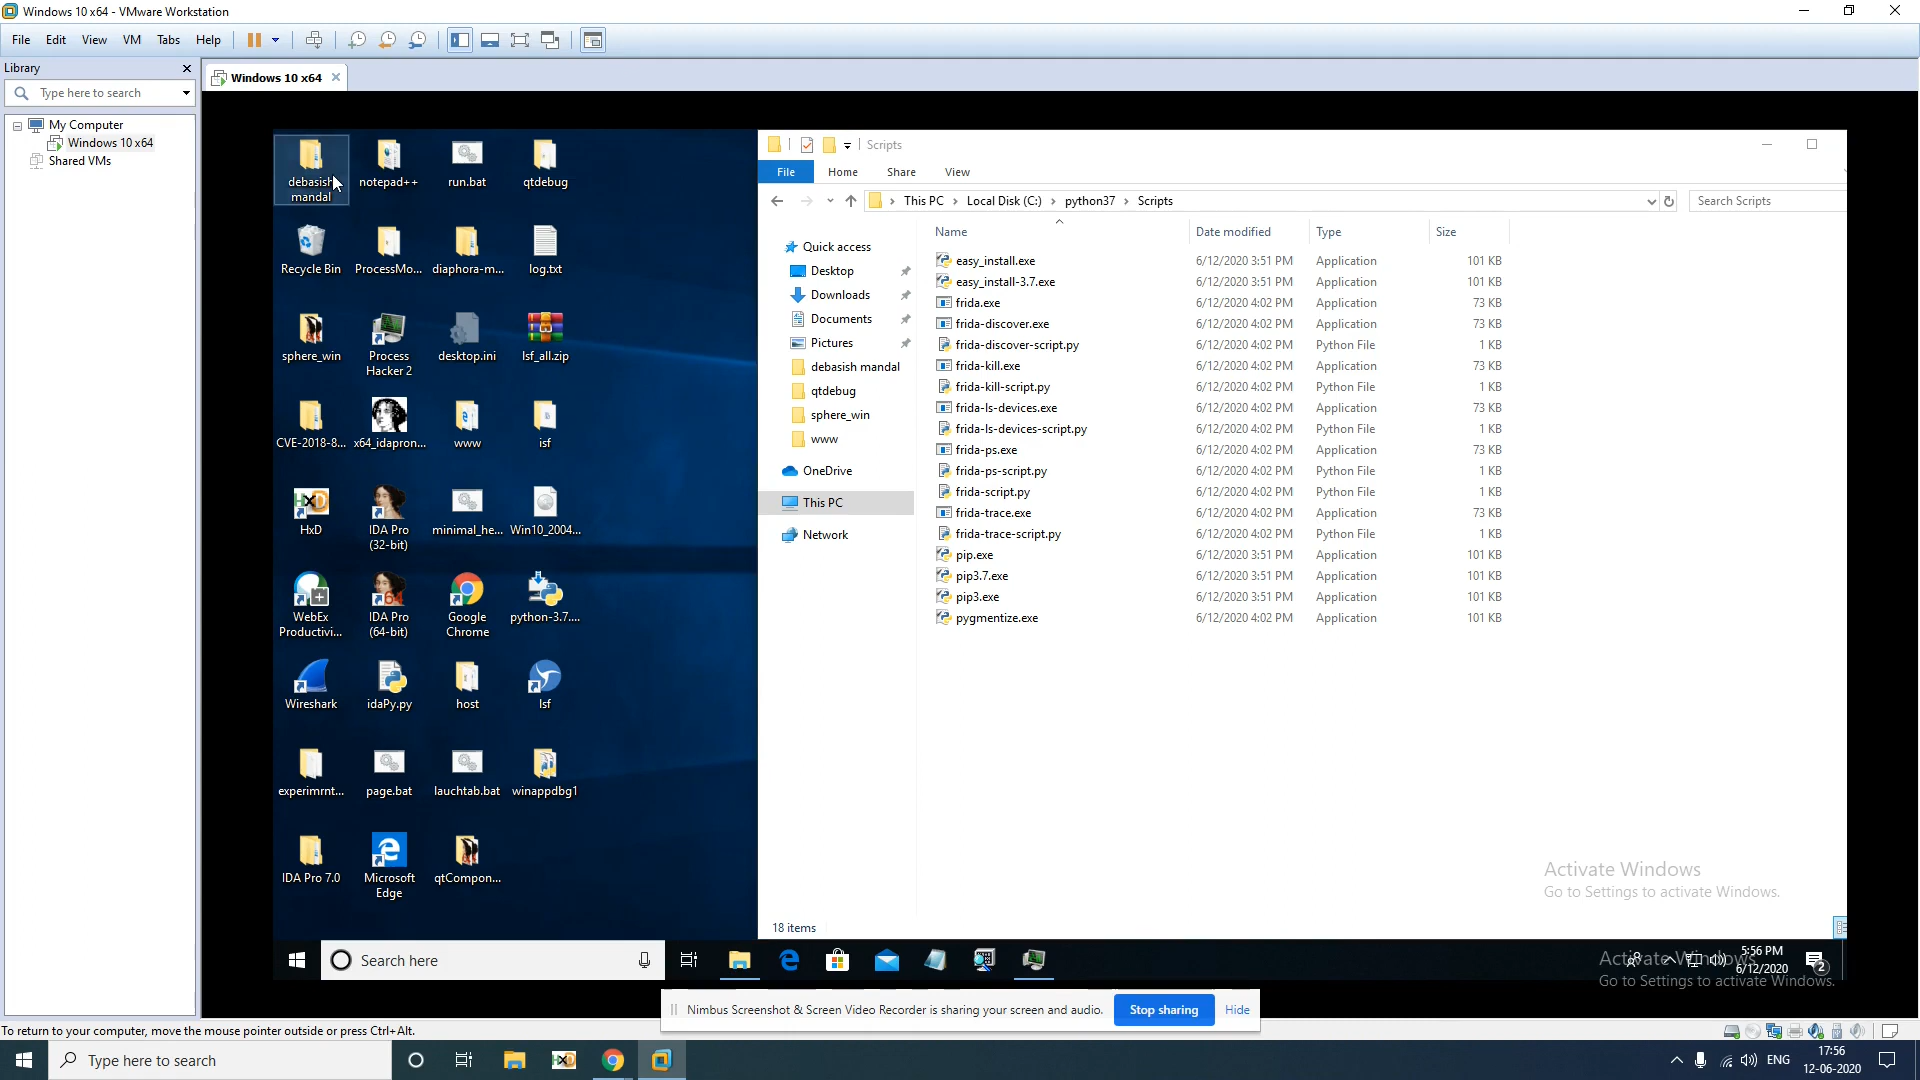 Windows 10 x64 - VMware Workstation
File Edit View VM Tabs Help
Library
Type here to search
My Computer
Windows 10 x64
Shared VMs
Windows 10 x64
debasish mandal
notepad++
run.bat
qtdebug
Recycle Bin
ProcessMo...
diaphora-m...
log.txt
sphere_win
Process Hacker 2
desktop.ini
lsf_all.zip
CVE-2018-8...
x64_idapron...
www
isf
HxD
IDA Pro (32-bit)
minimal_he...
Win10_2004...
WebEx Productivi...
IDA Pro (64-bit)
Google Chrome
python-3.7....
Wireshark
idaPy.py
host
lsf
experimrnt...
page.bat
lauchtab.bat
winappdbg1
IDA Pro 7.0
Microsoft Edge
qtCompon...
Scripts
File Home Share View
This PC Local Disk (C:) python37 Scripts
Search Scripts
Quick access
Desktop
Downloads
Documents
Pictures
debasish mandal
qtdebug
sphere_win
www
OneDrive
This PC
Network
Name Date modified Type Size
easy_install.exe 6/12/2020 3:51 PM Application 101 KB
easy_install-3.7.exe 6/12/2020 3:51 PM Application 101 KB
frida.exe 6/12/2020 4:02 PM Application 73 KB
frida-discover.exe 6/12/2020 4:02 PM Application 73 KB
frida-discover-script.py 6/12/2020 4:02 PM Python File 1 KB
frida-kill.exe 6/12/2020 4:02 PM Application 73 KB
frida-kill-script.py 6/12/2020 4:02 PM Python File 1 KB
frida-ls-devices.exe 6/12/2020 4:02 PM Application 73 KB
frida-ls-devices-script.py 6/12/2020 4:02 PM Python File 1 KB
frida-ps.exe 6/12/2020 4:02 PM Application 73 KB
frida-ps-script.py 6/12/2020 4:02 PM Python File 1 KB
frida-script.py 6/12/2020 4:02 PM Python File 1 KB
frida-trace.exe 6/12/2020 4:02 PM Application 73 KB
frida-trace-script.py 6/12/2020 4:02 PM Python File 1 KB
pip.exe 6/12/2020 3:51 PM Application 101 KB
pip3.7.exe 6/12/2020 3:51 PM Application 101 KB
pip3.exe 6/12/2020 3:51 PM Application 101 KB
pygmentize.exe 6/12/2020 4:02 PM Application 101 KB
Activate Windows
Go to Settings to activate Windows.
18 items
Search here
Activate Windows
Go to Settings to activate Windows.
5:56 PM
6/12/2020
2
Nimbus Screenshot & Screen Video Recorder is sharing your screen and audio. Stop sharing Hide
To return to your computer, move the mouse pointer outside or press Ctrl+Alt.
Type here to search
ENG
17:56
12-06-2020